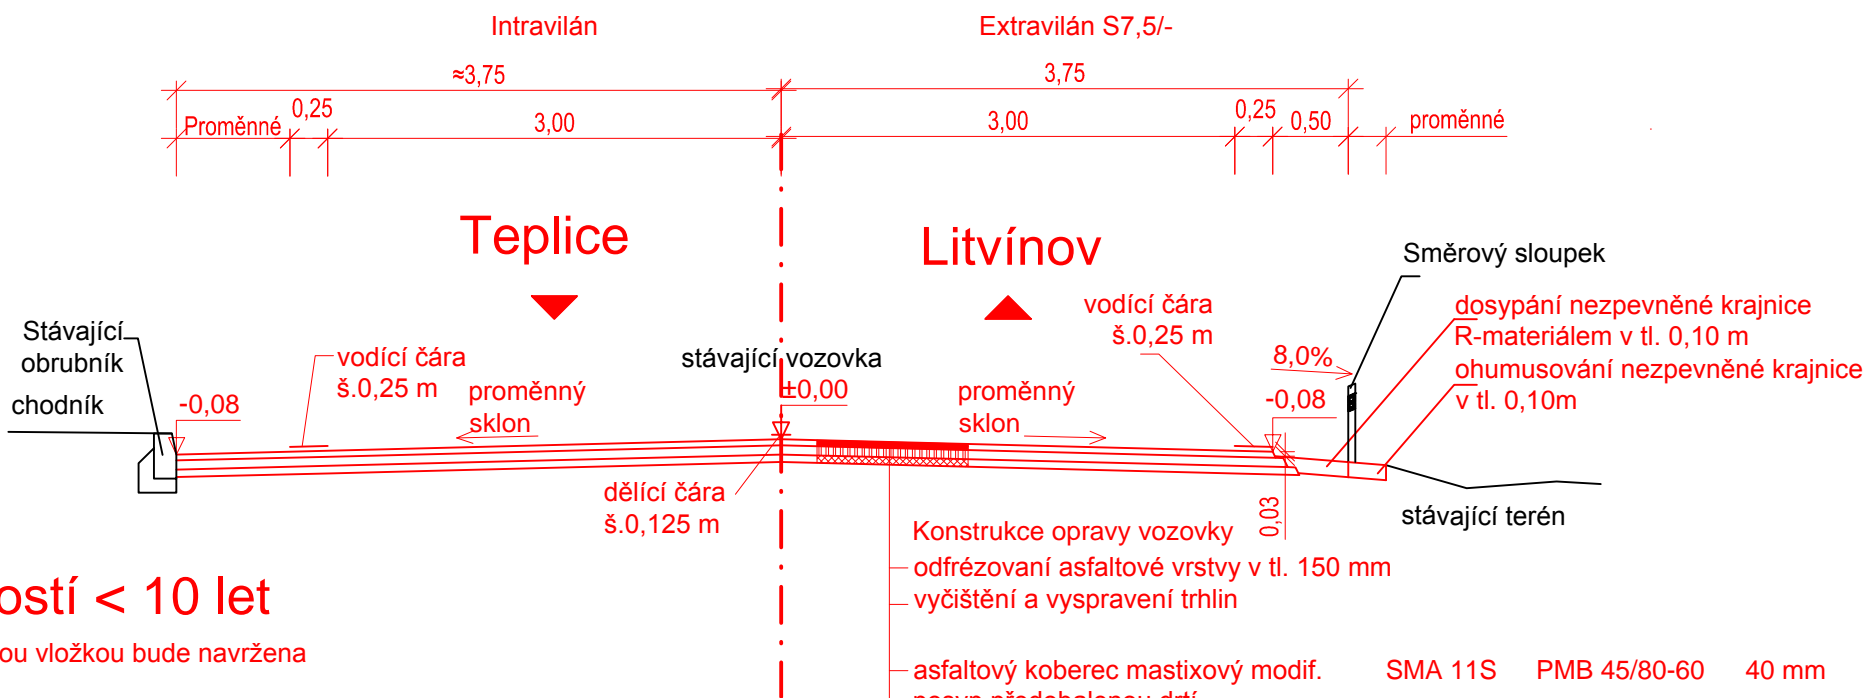 Intravilán
Extravilán S7,5/-
≈3,75
3,75
Proměnné
0,25
3,00
3,00
0,25
0,50
proměnné
Teplice
Litvínov
Směrový sloupek
vodící čára
š.0,25 m
dosypání nezpevněné krajnice
R-materiálem v tl. 0,10 m
ohumusování nezpevněné krajnice
v tl. 0,10m
Stávající
obrubník
chodník
vodící čára
š.0,25 m
stávající vozovka
±0,00
8,0%
-0,08
proměnný
sklon
proměnný
sklon
-0,08
dělící čára
š.0,125 m
0,03
stávající terén
Konstrukce opravy vozovky
odfrézovaní asfaltové vrstvy v tl. 150 mm
vyčištění a vyspravení trhlin
ostí < 10 let
ou vložkou bude navržena
asfaltový koberec mastixový modif. SMA 11S PMB 45/80-60 40 mm